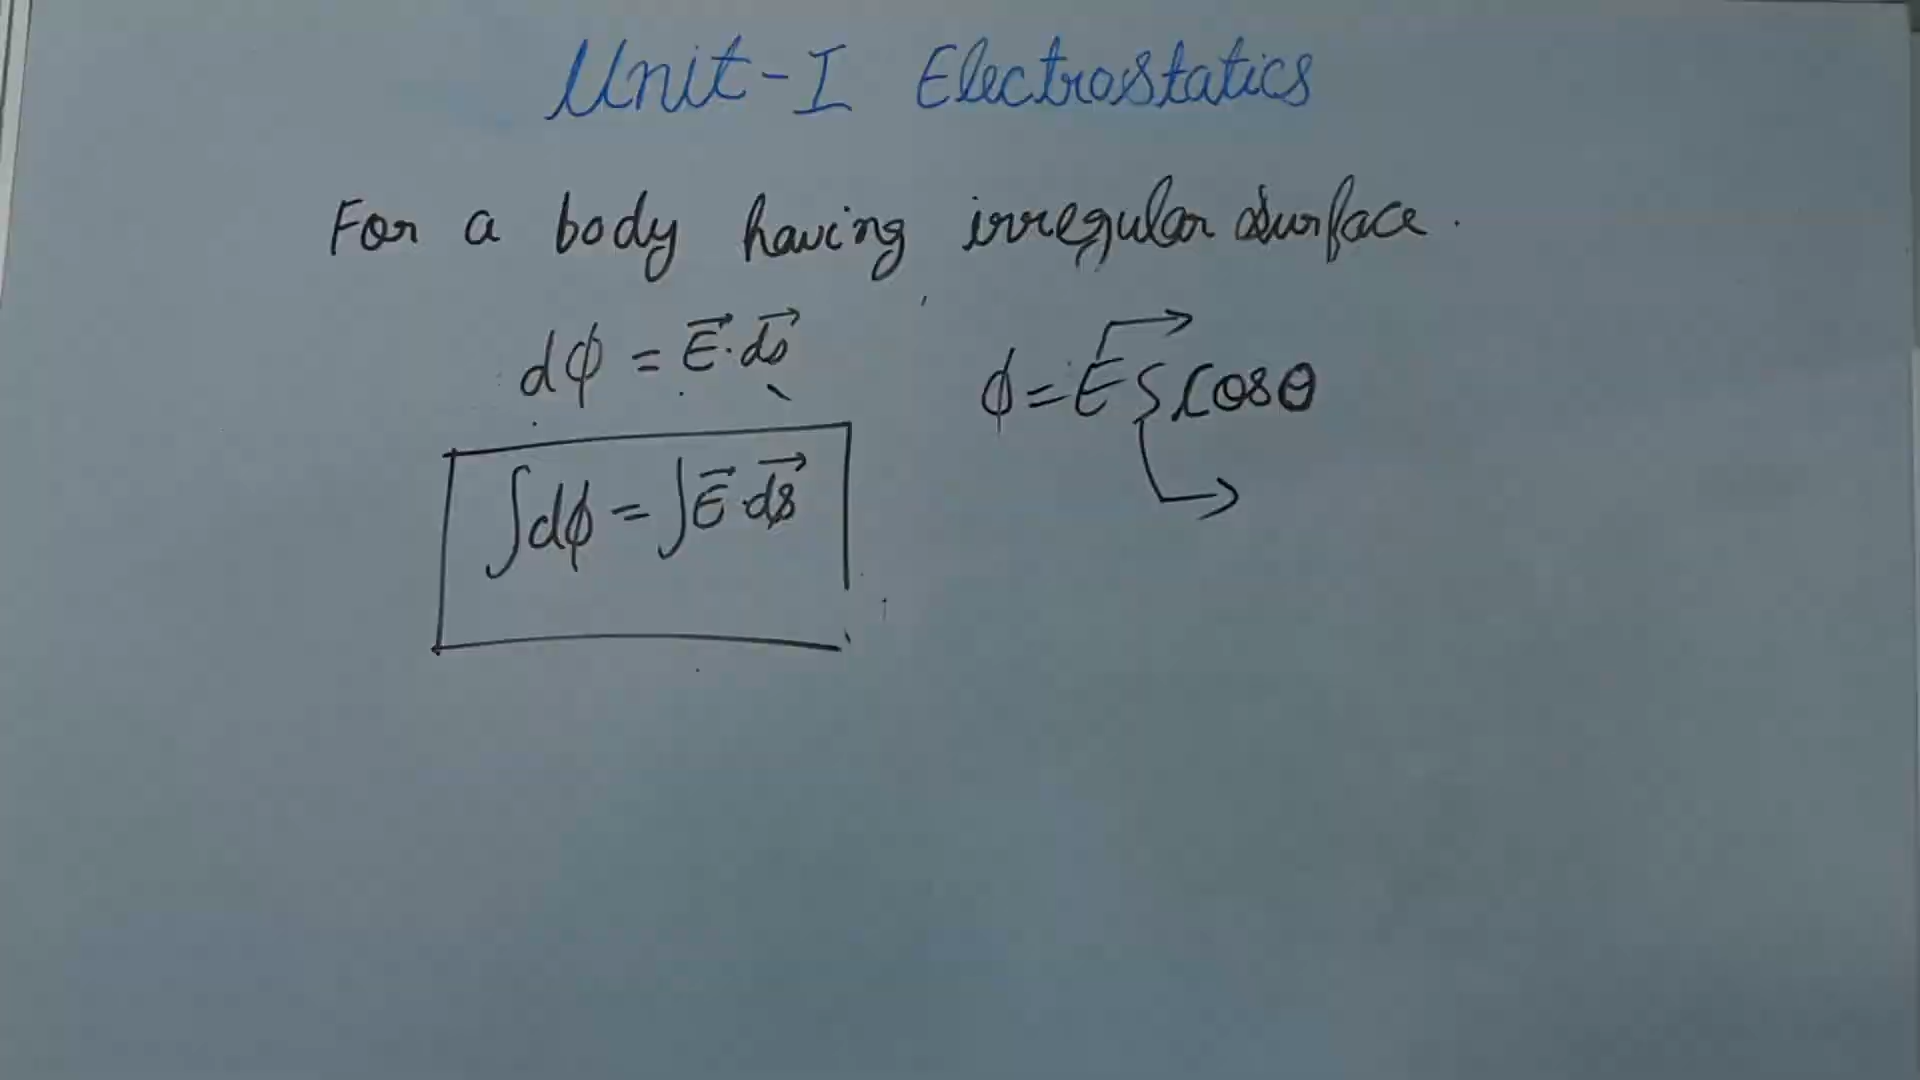 Unit-I Electrostatics
For a body having irregular surface.
dϕ = E⃗·ds⃗
ϕ = ES cosθ
∫dϕ = ∫E⃗·ds⃗